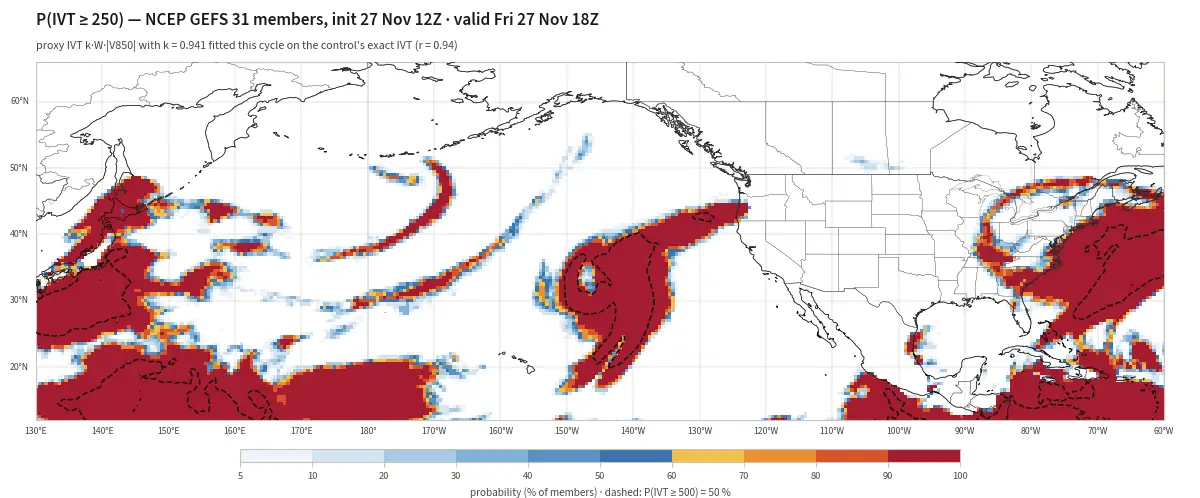 P(IVT ≥ 250) — NCEP GEFS 31 members, init 27 Nov 12Z · valid Fri 27 Nov 18Z
proxy IVT k·W·|V850| with k = 0.941 fitted this cycle on the control's exact IVT (r = 0.94)
60°N
50°N
40°N
30°N
20°N
130°E 140°E 150°E 160°E 170°E 180° 170°W 160°W 150°W 140°W 130°W 120°W 110°W 100°W 90°W 80°W 70°W 60°W
5 10 20 30 40 50 60 70 80 90 100
probability (% of members) · dashed: P(IVT ≥ 500) = 50 %